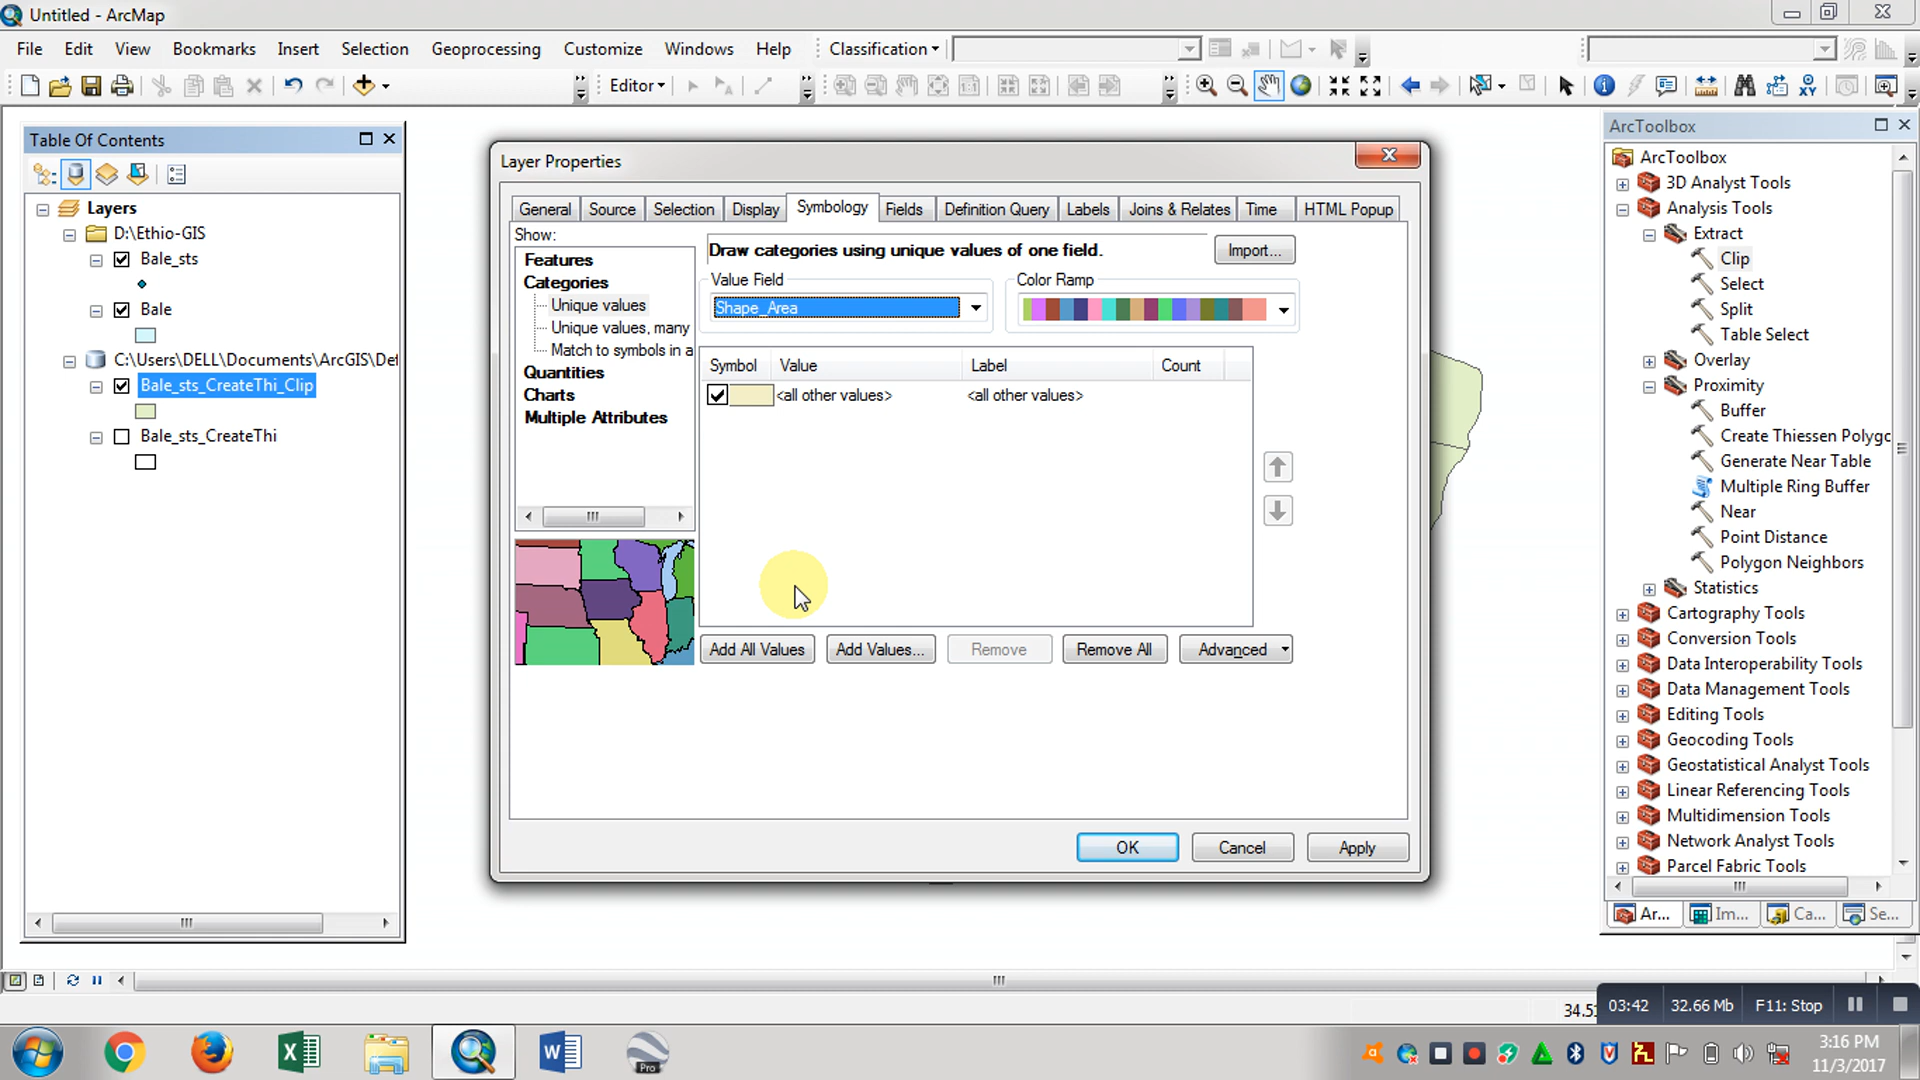 Untitled - ArcMap
File Edit View Bookmarks Insert Selection Geoprocessing Customize Windows Help Classification
Editor
Table Of Contents
Layers
D:\Ethio-GIS
Bale_sts
Bale
C:\Users\DELL\Documents\ArcGIS\Def
Bale_sts_CreateThi_Clip
Bale_sts_CreateThi
Layer Properties
General Source Selection Display Symbology Fields Definition Query Labels Joins & Relates Time HTML Popup
Show:
Features
Categories
Unique values
Unique values, many
Match to symbols in a
Quantities
Charts
Multiple Attributes
Draw categories using unique values of one field.
Import...
Value Field
Shape_Area
Color Ramp
Symbol Value Label Count
<all other values> <all other values>
Add All Values Add Values... Remove Remove All Advanced
OK Cancel Apply
ArcToolbox
ArcToolbox
3D Analyst Tools
Analysis Tools
Extract
Clip
Select
Split
Table Select
Overlay
Proximity
Buffer
Create Thiessen Polygo
Generate Near Table
Multiple Ring Buffer
Near
Point Distance
Polygon Neighbors
Statistics
Cartography Tools
Conversion Tools
Data Interoperability Tools
Data Management Tools
Editing Tools
Geocoding Tools
Geostatistical Analyst Tools
Linear Referencing Tools
Multidimension Tools
Network Analyst Tools
Parcel Fabric Tools
Ar... Im... Ca... Se...
34.5
03:42 32.66 Mb F11: Stop
Pro
3:16 PM
11/3/2017